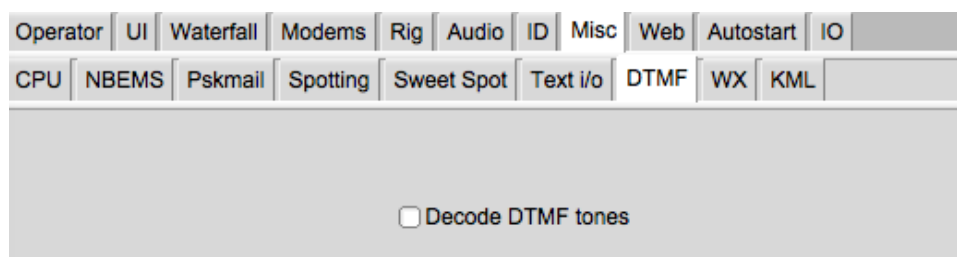 Operator UI Waterfall Modems Rig Audio ID Misc Web Autostart IO
CPU NBEMS Pskmail Spotting Sweet Spot Text i/o DTMF WX KML
Decode DTMF tones